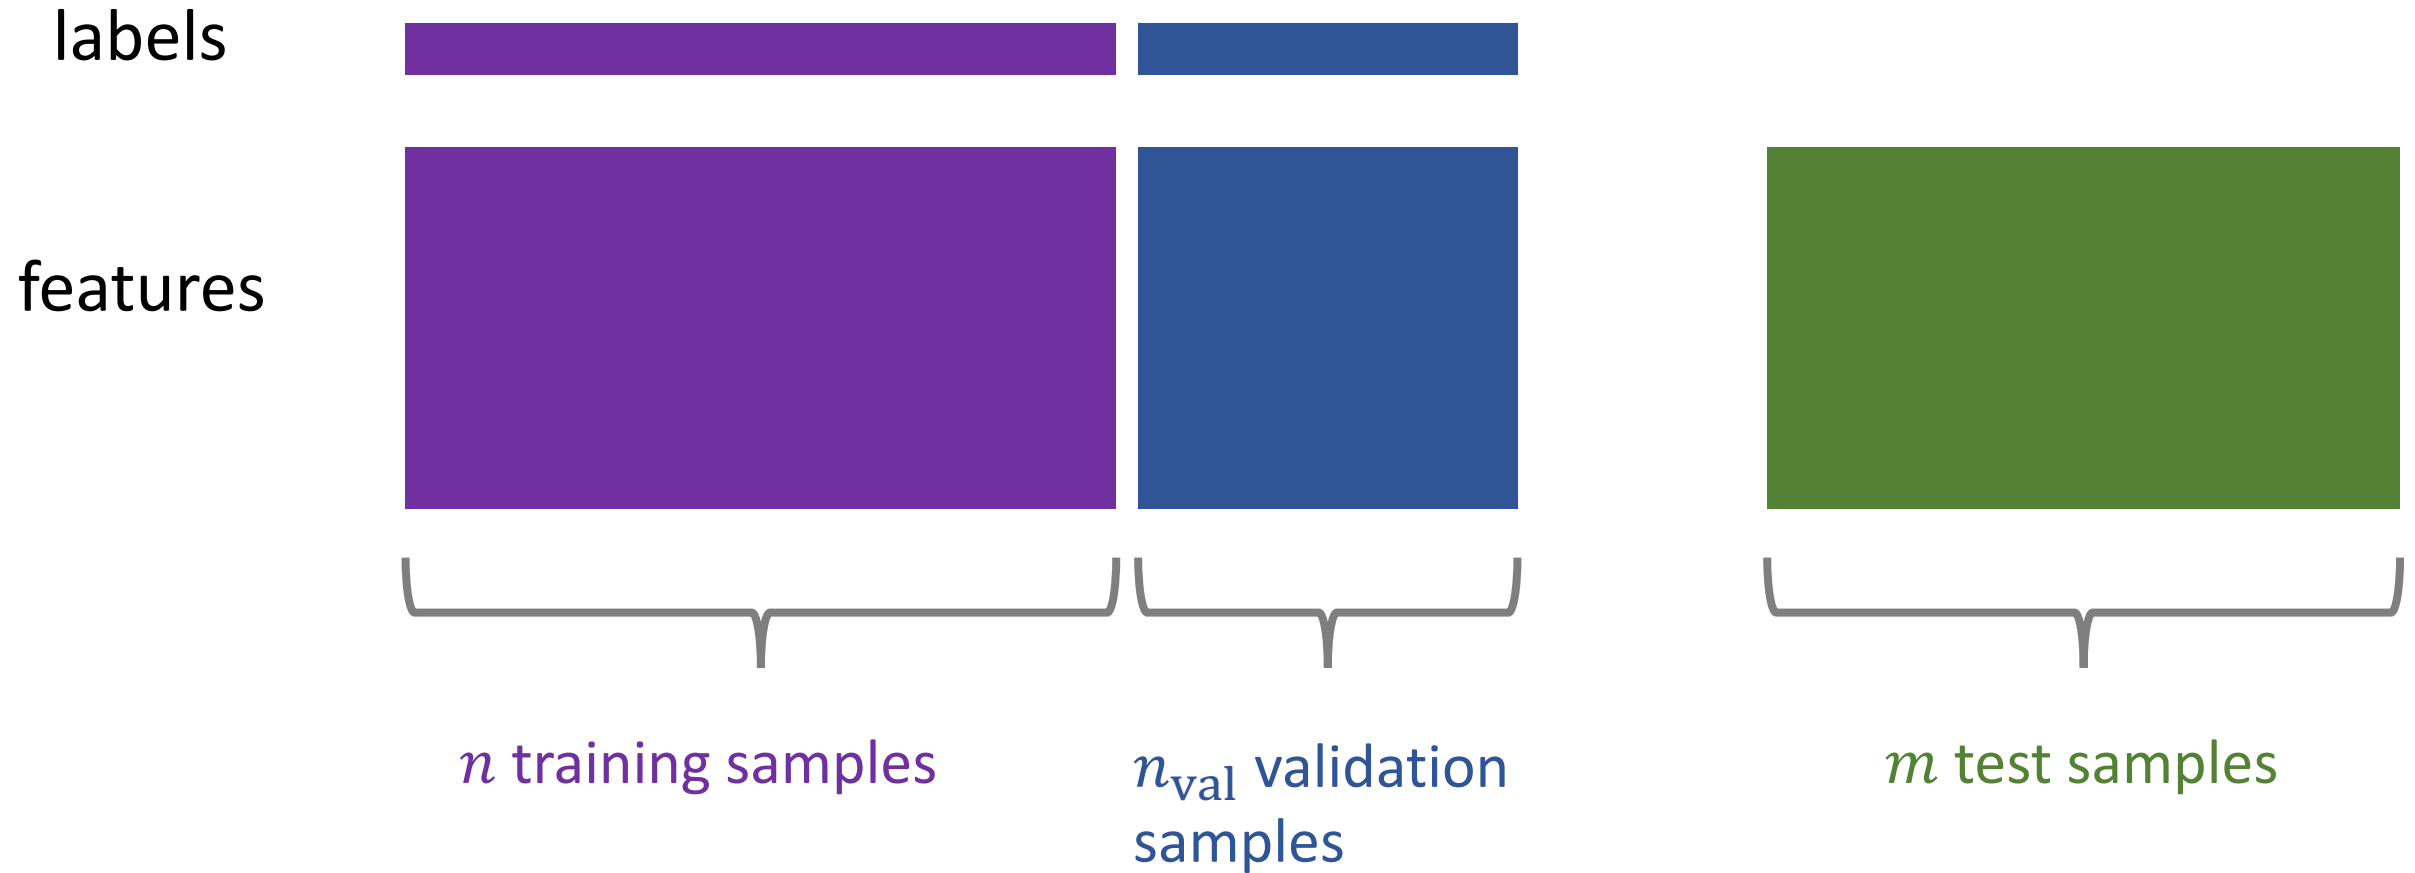 labels
features
n training samples
n_val validation
samples
m test samples